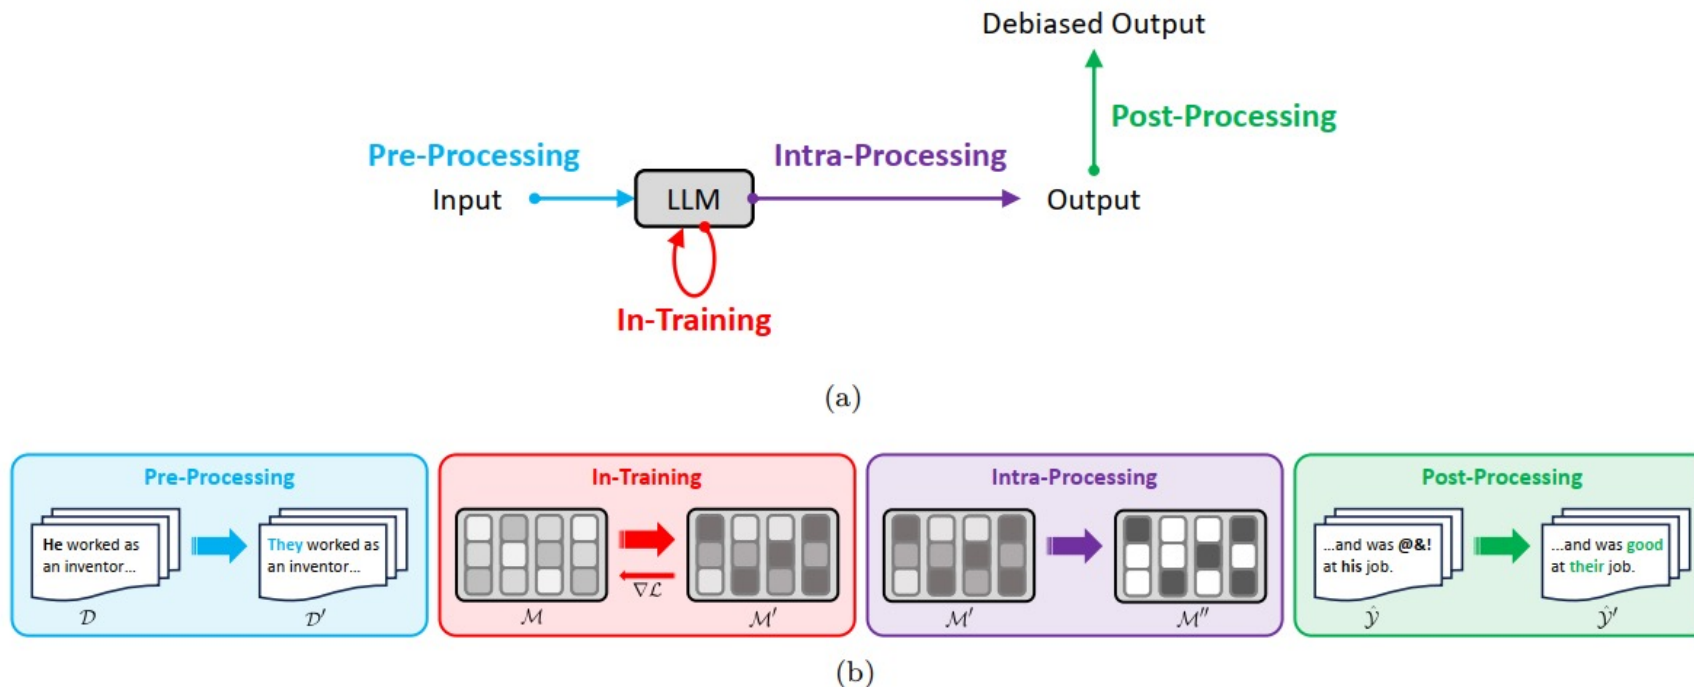 Debiased Output
Post-Processing
Pre-Processing
Intra-Processing
Input
LLM
Output
In-Training
(a)
Pre-Processing
He worked as
an inventor...
They worked as
an inventor...
𝒟
𝒟′
In-Training
∇ℒ
ℳ
ℳ′
Intra-Processing
ℳ′
ℳ″
Post-Processing
...and was @&!
at his job.
...and was good
at their job.
𝒴̂
𝒴̂′
(b)